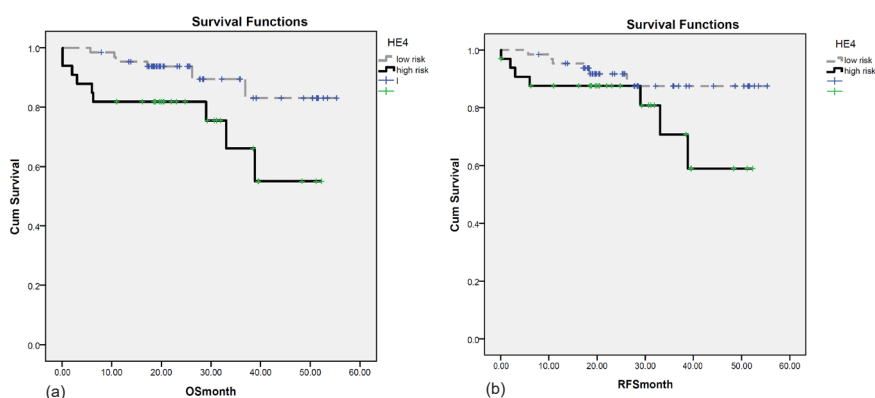 Survival Functions
HE4
low risk
high risk
1.0
0.8
0.6
0.4
0.2
0.0
Cum Survival
0.00
10.00
20.00
30.00
40.00
50.00
60.00
OSmonth
(a)
Survival Functions
HE4
low risk
high risk
1.0
0.8
0.6
0.4
0.2
0.0
Cum Survival
0.00
10.00
20.00
30.00
40.00
50.00
60.00
RFSmonth
(b)